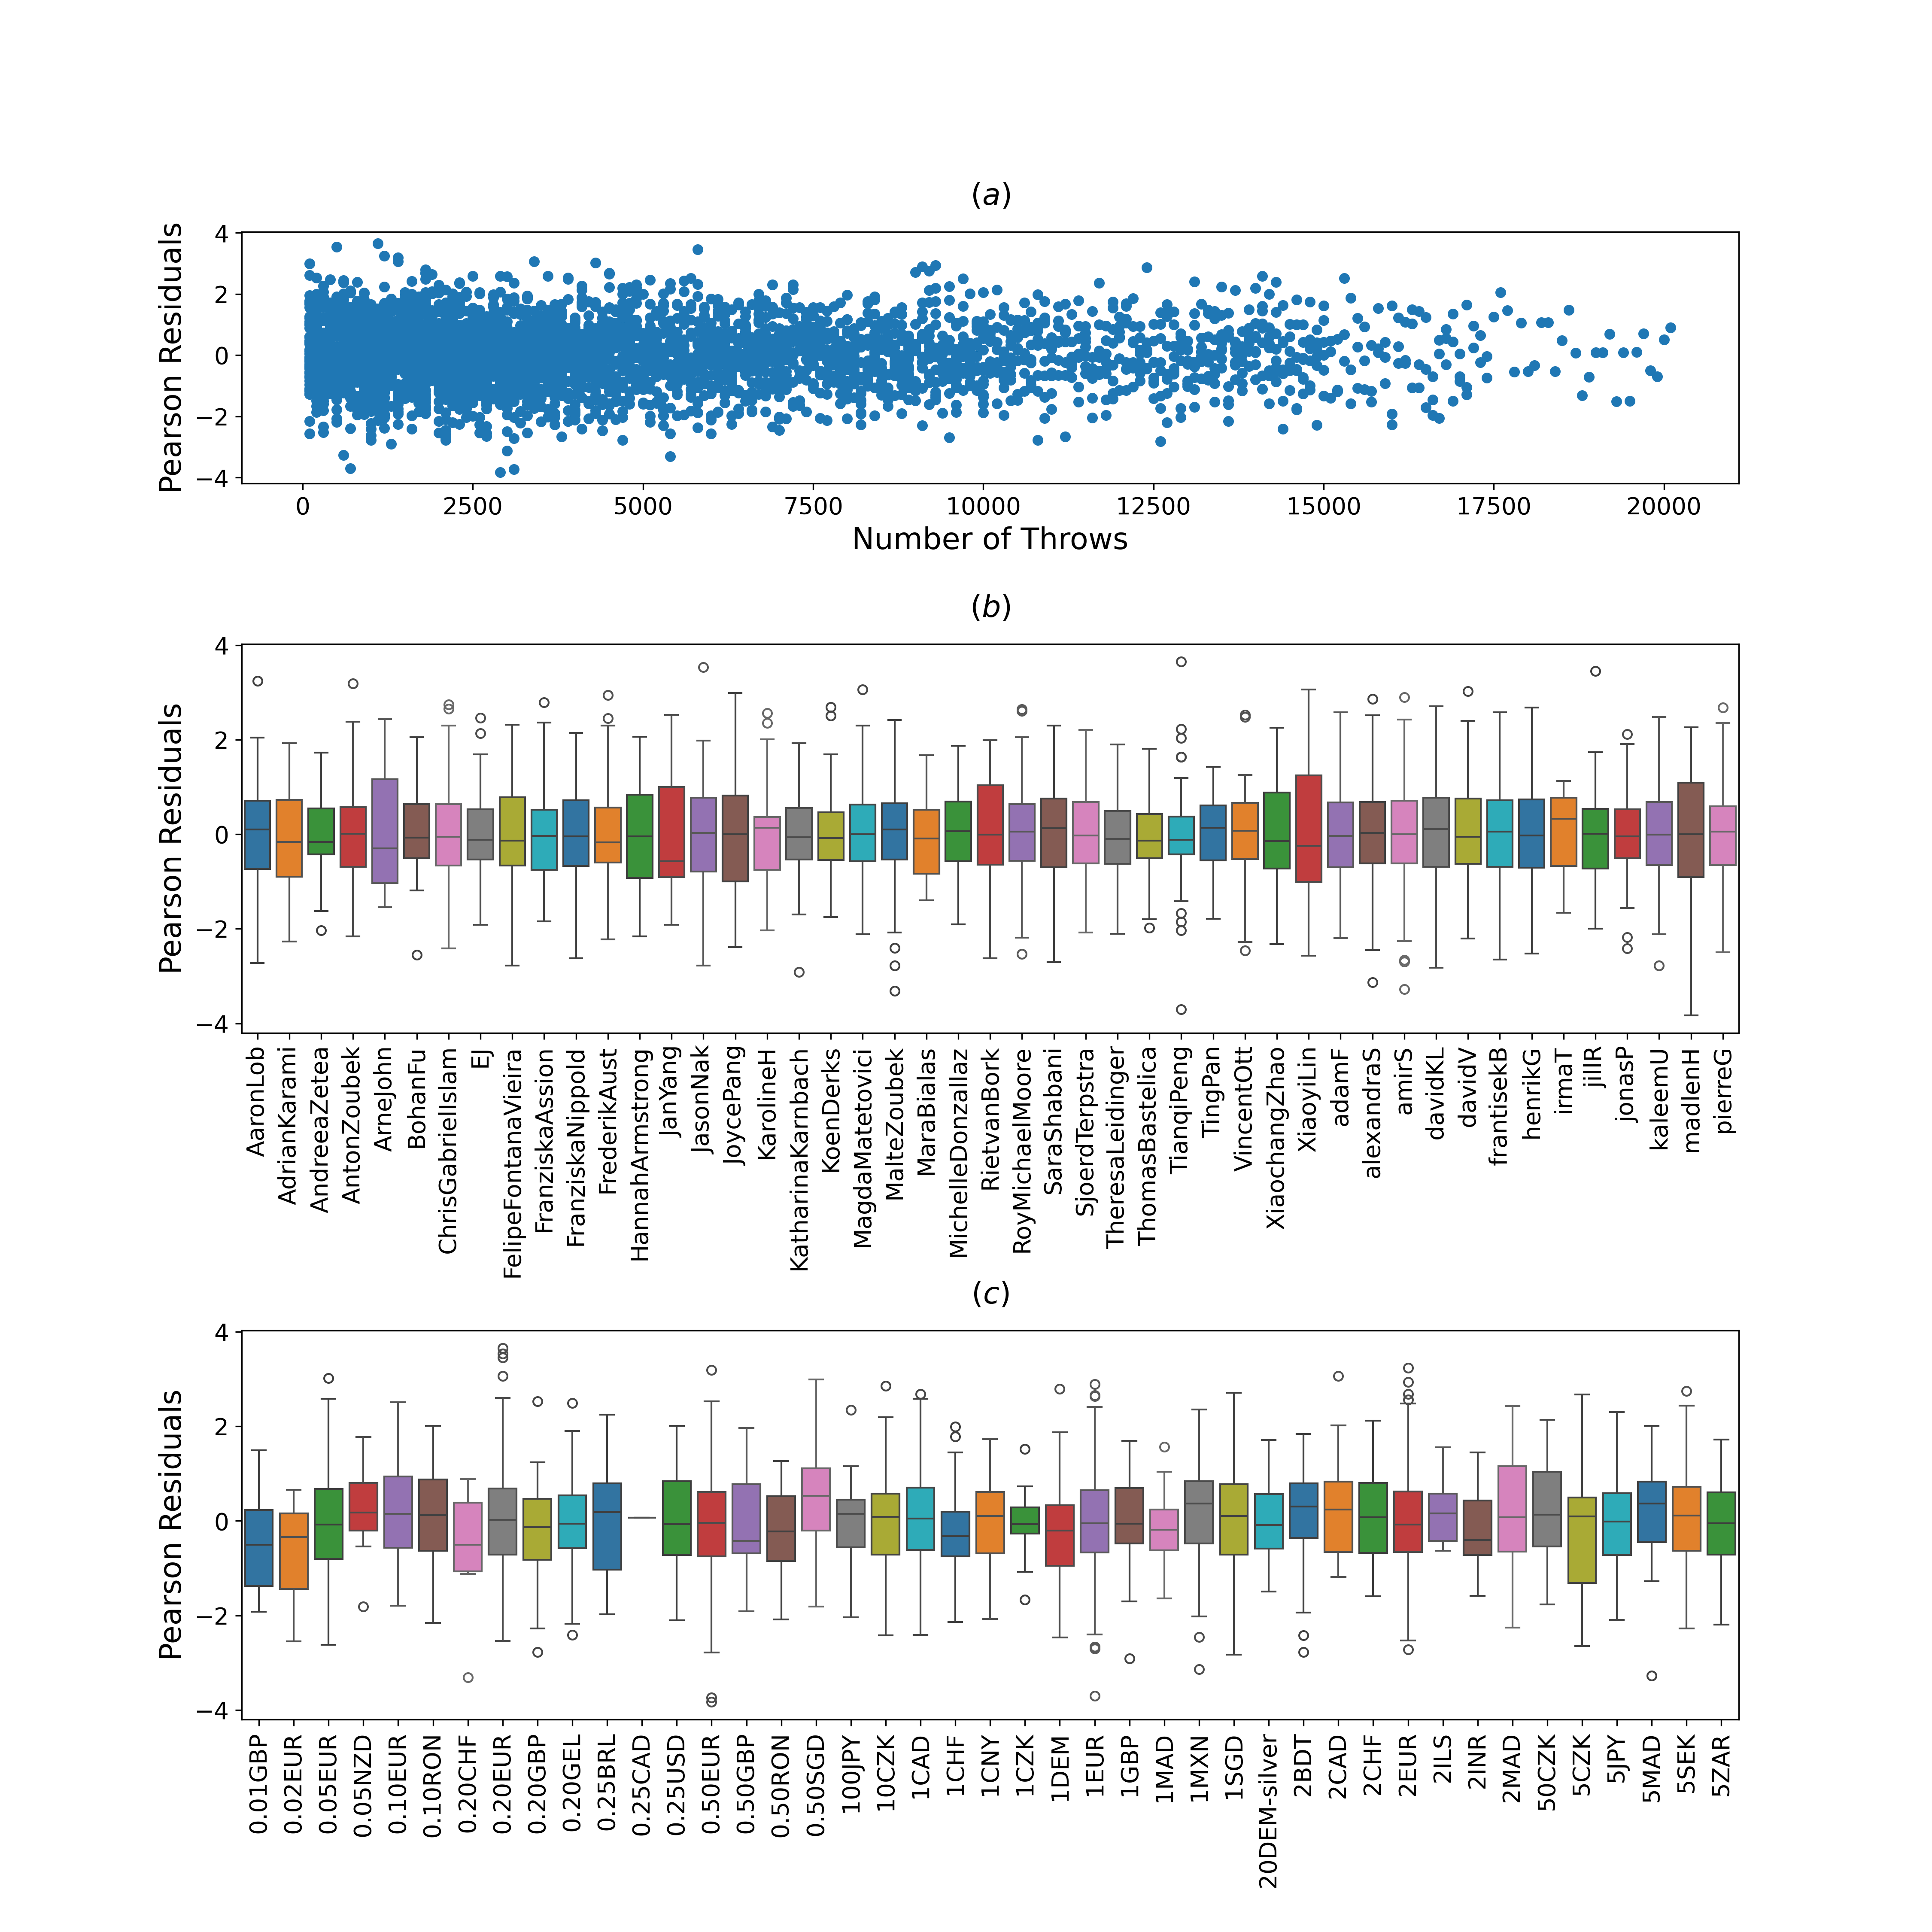 (a)
Pearson Residuals
4
2
0
−2
−4
0 2500 5000 7500 10000 12500 15000 17500 20000
Number of Throws
(b)
Pearson Residuals
4
2
0
−2
−4
AaronLob
AdrianKarami
AndreeaZetea
AntonZoubek
ArneJohn
BohanFu
ChrisGabrielIslam
EJ
FelipeFontanaVieira
FranziskaAssion
FranziskaNippold
FrederikAust
HannahArmstrong
JanYang
JasonNak
JoycePang
KarolineH
KatharinaKarnbach
KoenDerks
MagdaMatetovici
MalteZoubek
MaraBialas
MichelleDonzallaz
RietvanBork
RoyMichaelMoore
SaraShabani
SjoerdTerpstra
TheresaLeidinger
ThomasBastelica
TianqiPeng
TingPan
VincentOtt
XiaochangZhao
XiaoyiLin
adamF
alexandraS
amirS
davidKL
davidV
frantisekB
henrikG
irmaT
jillR
jonasP
kaleemU
madlenH
pierreG
(c)
Pearson Residuals
4
2
0
−2
−4
0.01GBP
0.02EUR
0.05EUR
0.05NZD
0.10EUR
0.10RON
0.20CHF
0.20EUR
0.20GBP
0.20GEL
0.25BRL
0.25CAD
0.25USD
0.50EUR
0.50GBP
0.50RON
0.50SGD
100JPY
10CZK
1CAD
1CHF
1CNY
1CZK
1DEM
1EUR
1GBP
1MAD
1MXN
1SGD
20DEM-silver
2BDT
2CAD
2CHF
2EUR
2ILS
2INR
2MAD
50CZK
5CZK
5JPY
5MAD
5SEK
5ZAR